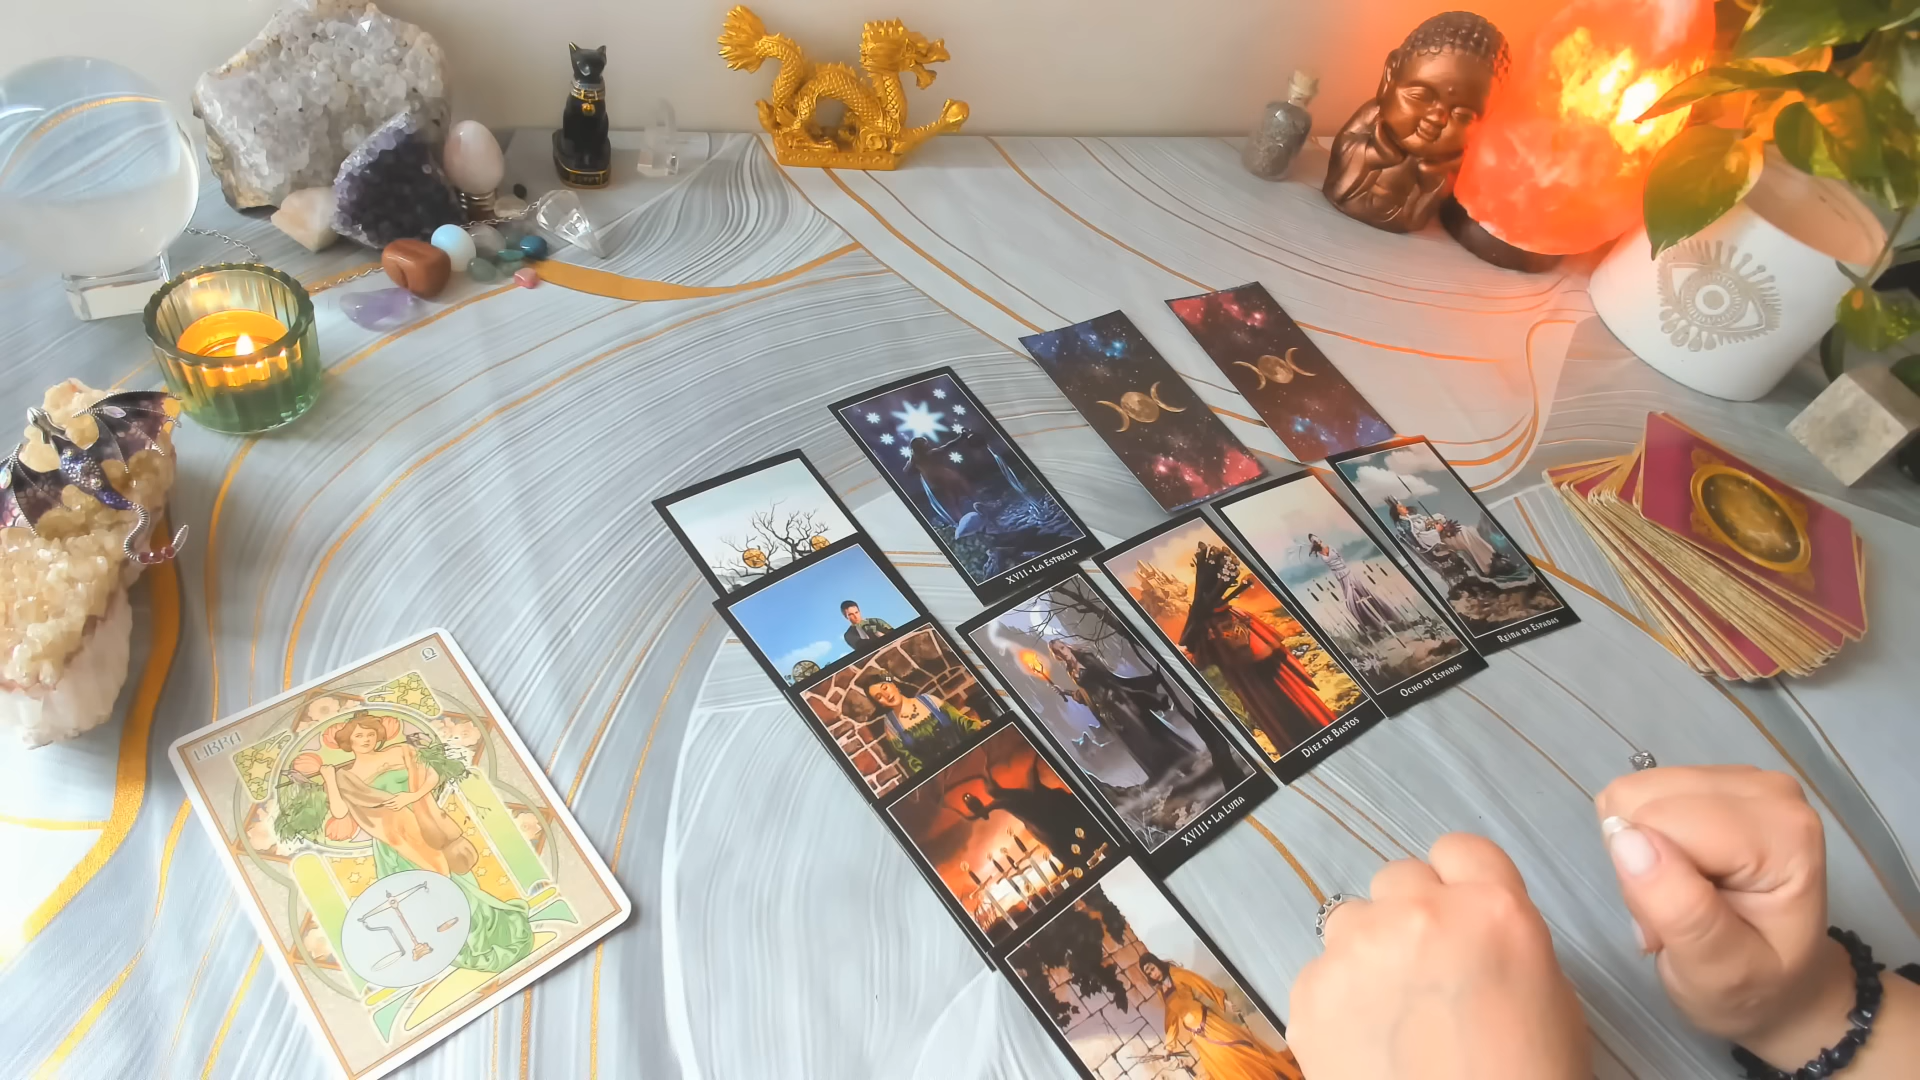 LIBRA
♎
XVII • LA ESTRELLA
XVIII • LA LUNA
DIEZ DE BASTOS
OCHO DE ESPADAS
REINA DE ESPADAS